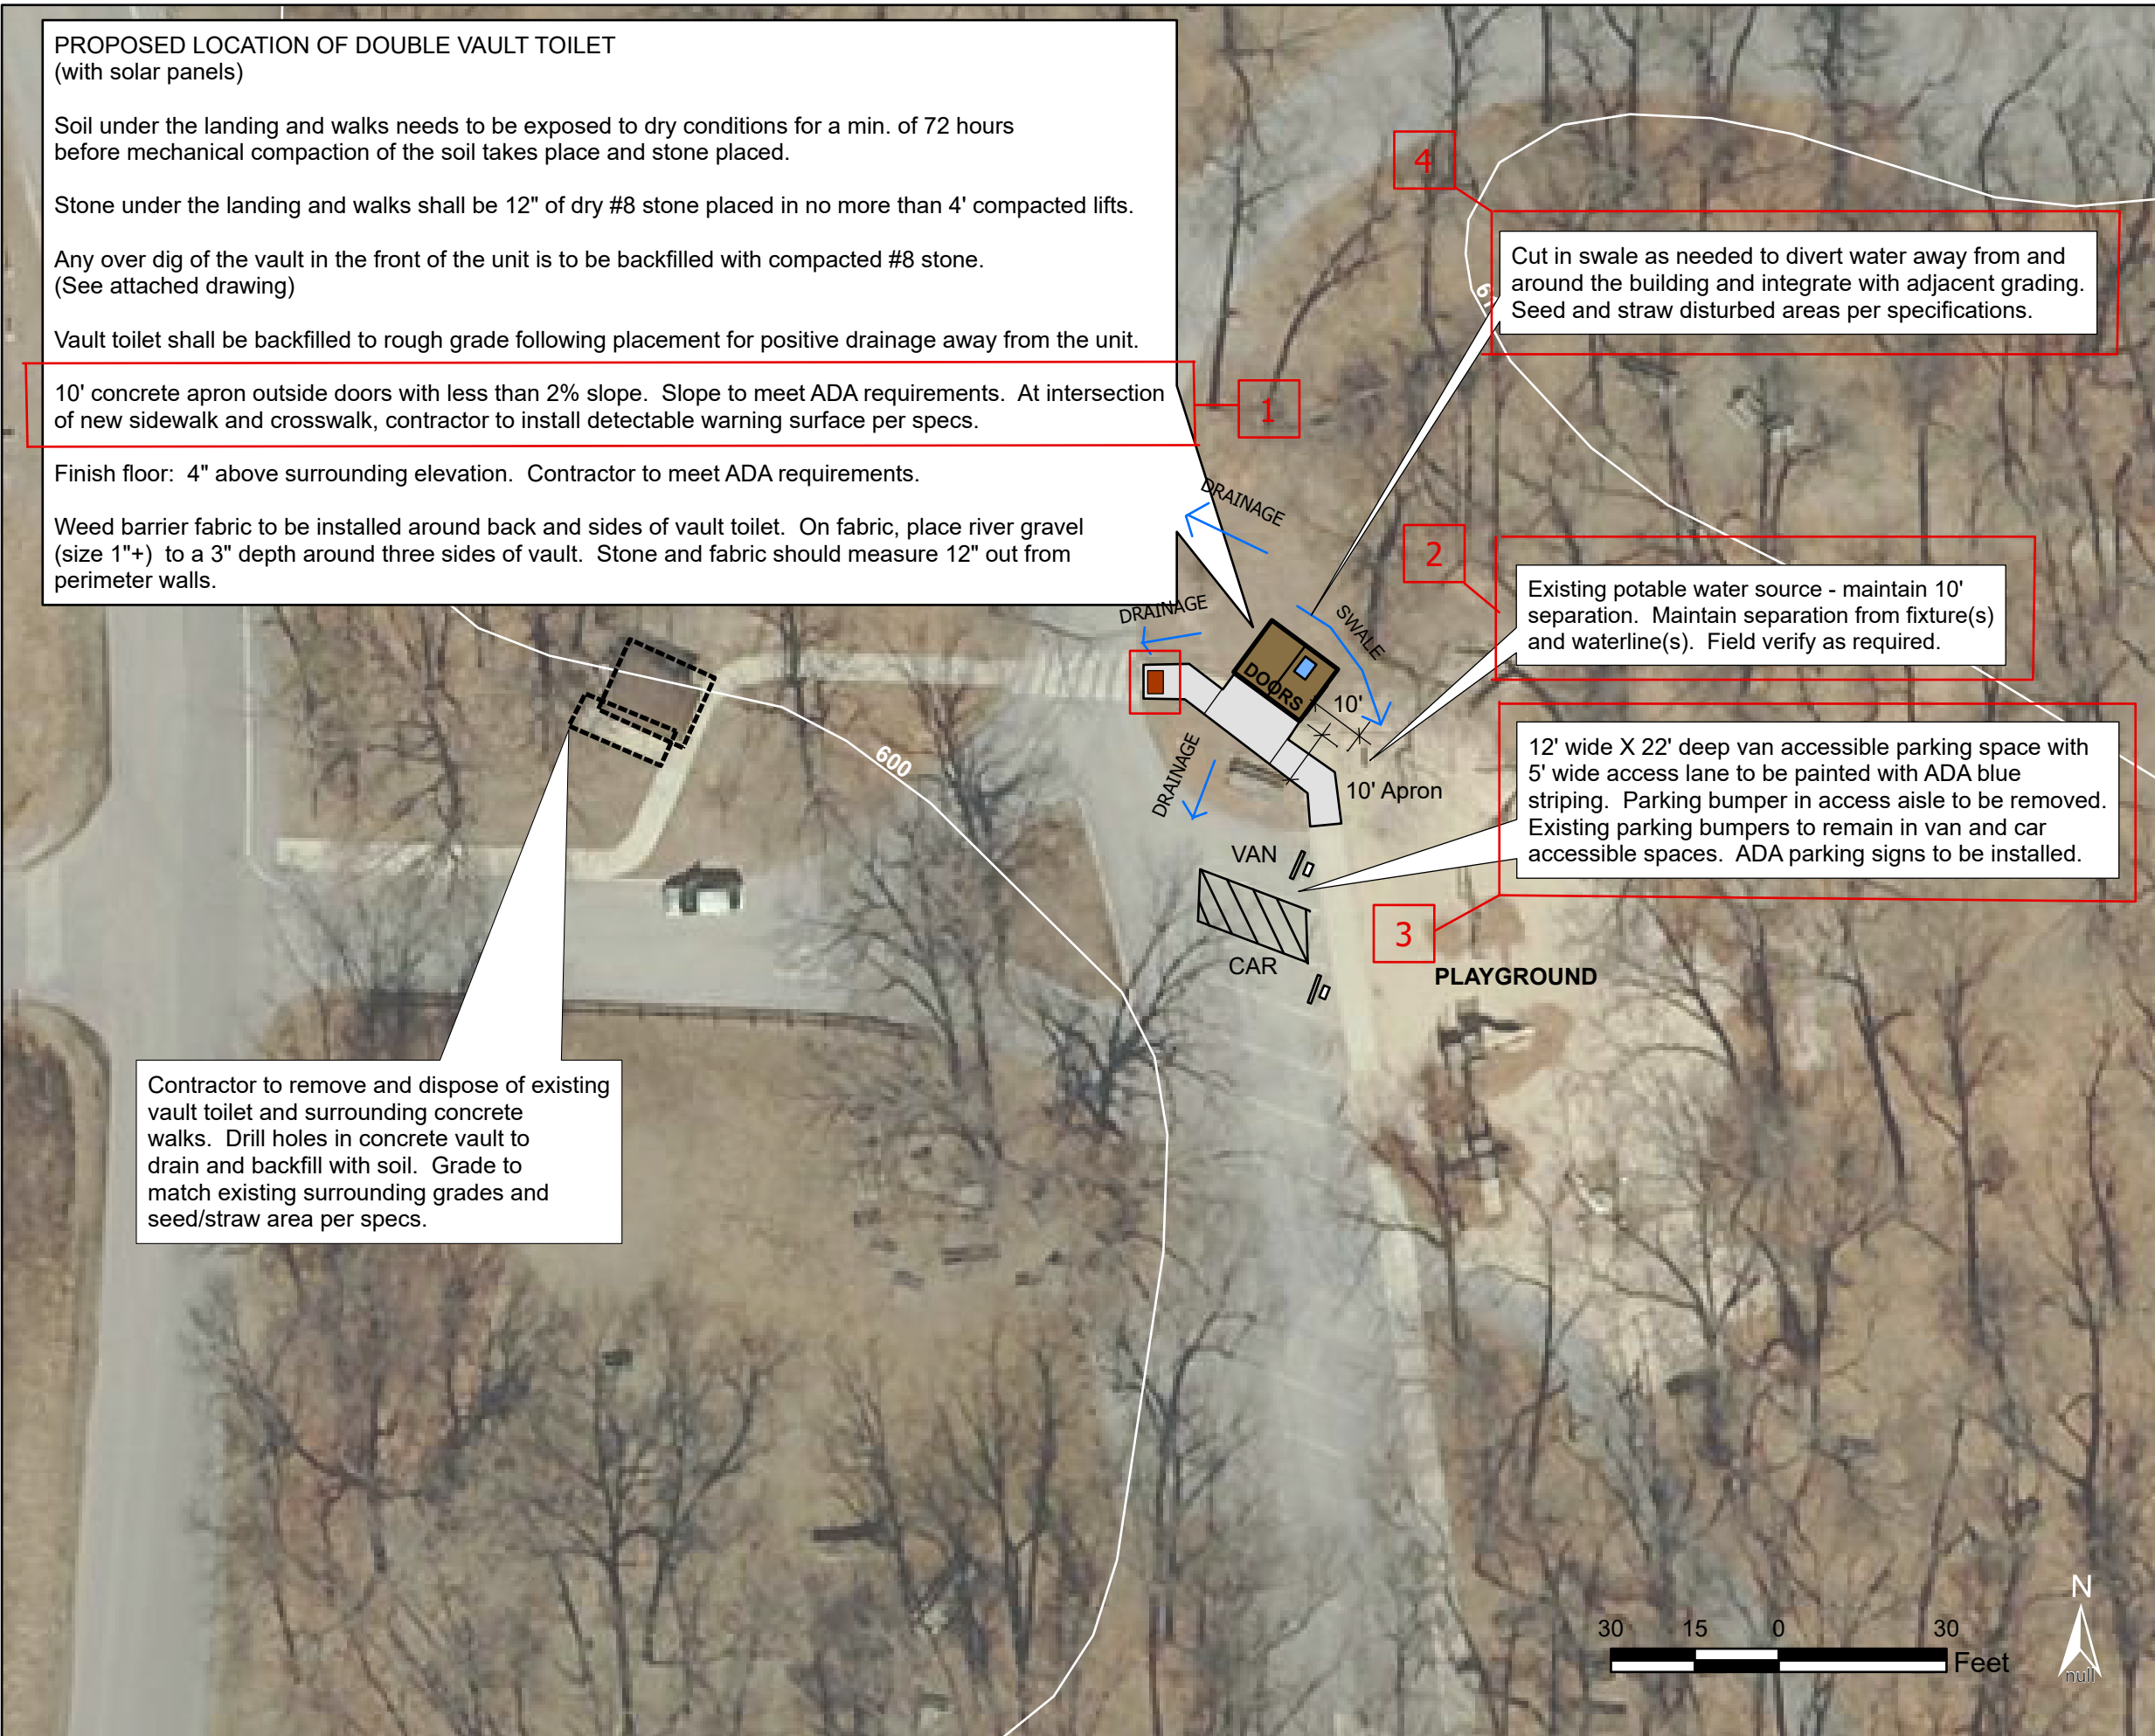 PROPOSED LOCATION OF DOUBLE VAULT TOILET
(with solar panels)
Soil under the landing and walks needs to be exposed to dry conditions for a min. of 72 hours
before mechanical compaction of the soil takes place and stone placed.
Stone under the landing and walks shall be 12" of dry #8 stone placed in no more than 4' compacted lifts.
Any over dig of the vault in the front of the unit is to be backfilled with compacted #8 stone.
(See attached drawing)
Vault toilet shall be backfilled to rough grade following placement for positive drainage away from the unit.
10' concrete apron outside doors with less than 2% slope. Slope to meet ADA requirements. At intersection
of new sidewalk and crosswalk, contractor to install detectable warning surface per specs.
Finish floor: 4" above surrounding elevation. Contractor to meet ADA requirements.
Weed barrier fabric to be installed around back and sides of vault toilet. On fabric, place river gravel
(size 1"+) to a 3" depth around three sides of vault. Stone and fabric should measure 12" out from
perimeter walls.
1
4
Cut in swale as needed to divert water away from and
around the building and integrate with adjacent grading.
Seed and straw disturbed areas per specifications.
2
Existing potable water source - maintain 10'
separation. Maintain separation from fixture(s)
and waterline(s). Field verify as required.
12' wide X 22' deep van accessible parking space with
5' wide access lane to be painted with ADA blue
striping. Parking bumper in access aisle to be removed.
Existing parking bumpers to remain in van and car
accessible spaces. ADA parking signs to be installed.
3
DRAINAGE
DRAINAGE
SWALE
DOORS
10'
DRAINAGE
10' Apron
600
VAN
CAR
PLAYGROUND
Contractor to remove and dispose of existing
vault toilet and surrounding concrete
walks. Drill holes in concrete vault to
drain and backfill with soil. Grade to
match existing surrounding grades and
seed/straw area per specs.
30 15 0 30
Feet
N
null